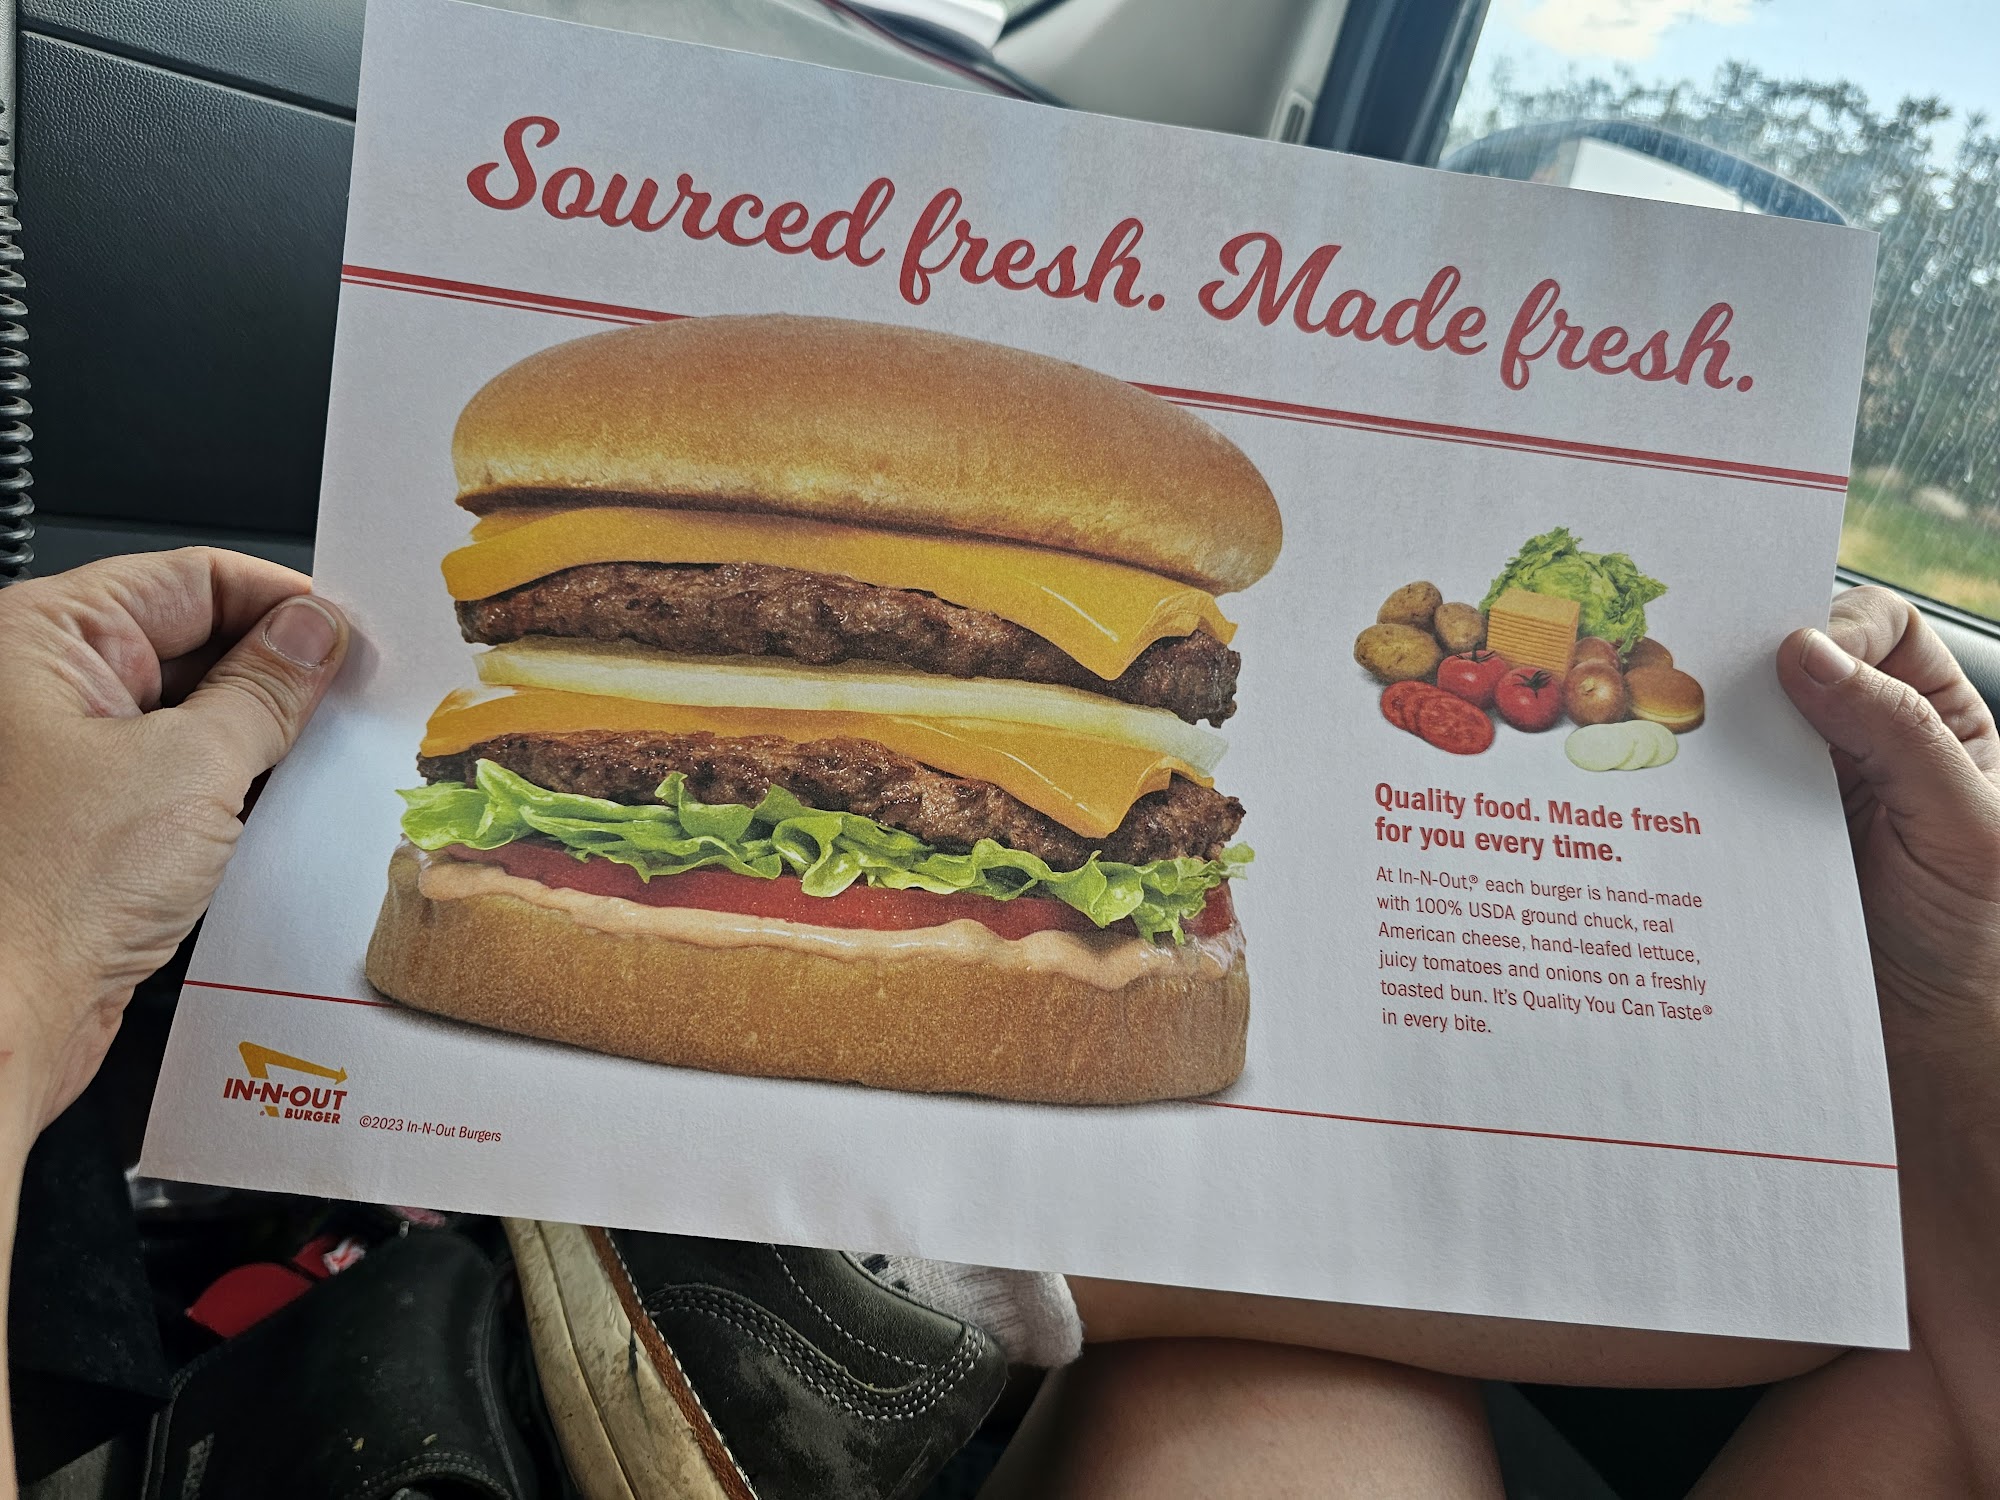 Sourced fresh. Made fresh.
Quality food. Made fresh
for you every time.
At In-N-Out,® each burger is hand-made
with 100% USDA ground chuck, real
American cheese, hand-leafed lettuce,
juicy tomatoes and onions on a freshly
toasted bun. It's Quality You Can Taste®
in every bite.
IN-N-OUT
® BURGER
©2023 In-N-Out Burgers